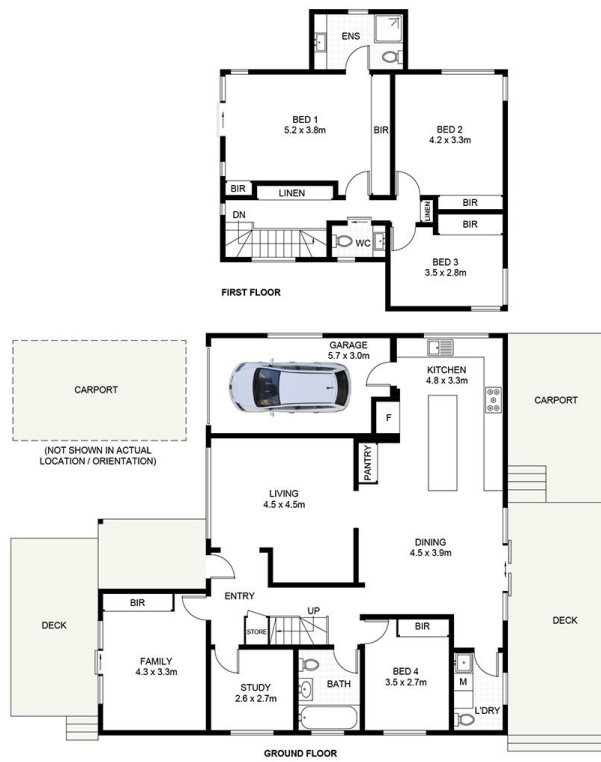 ENS
BED 1
5.2 x 3.8m
BIR
BED 2
4.2 x 3.3m
BIR
LINEN
BIR
LINEN
DN
WC
BIR
BED 3
3.5 x 2.8m
FIRST FLOOR
GARAGE
5.7 x 3.0m
KITCHEN
4.8 x 3.3m
CARPORT
CARPORT
F
(NOT SHOWN IN ACTUAL
LOCATION / ORIENTATION)
PANTRY
LIVING
4.5 x 4.5m
DINING
4.5 x 3.9m
ENTRY
UP
BIR
STORE
DECK
DECK
BIR
FAMILY
4.3 x 3.3m
STUDY
2.6 x 2.7m
BATH
BED 4
3.5 x 2.7m
M
L'DRY
GROUND FLOOR